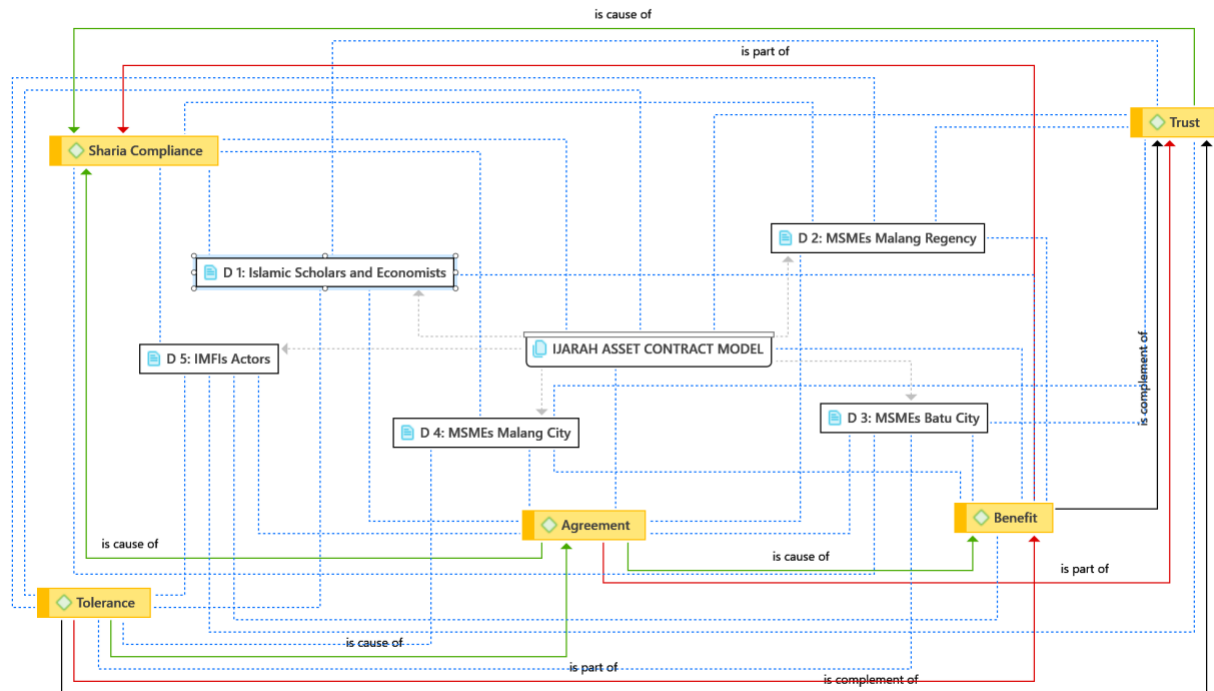 is cause of
is part of
Trust
Sharia Compliance
D 2: MSMEs Malang Regency
D 1: Islamic Scholars and Economists
IJARAH ASSET CONTRACT MODEL
D 5: IMFIs Actors
is complement of
D 3: MSMEs Batu City
D 4: MSMEs Malang City
Benefit
Agreement
is cause of
is cause of
is part of
Tolerance
is cause of
is part of
is complement of